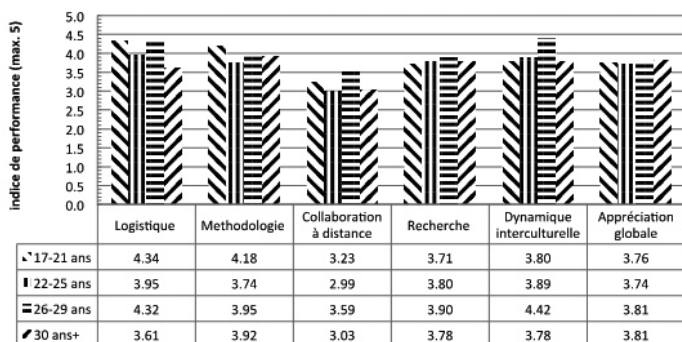 indice de performance (max. 5)
5.0
4.5
4.0
3.5
3.0
2.5
2.0
1.5
1.0
0.5
0.0
Logistique Methodologie Collaboration à distance Recherche Dynamique interculturelle Appréciation globale
17-21 ans 4.34 4.18 3.23 3.71 3.80 3.76
22-25 ans 3.95 3.74 2.99 3.80 3.89 3.74
26-29 ans 4.32 3.95 3.59 3.90 4.42 3.81
30 ans+ 3.61 3.92 3.03 3.78 3.78 3.81